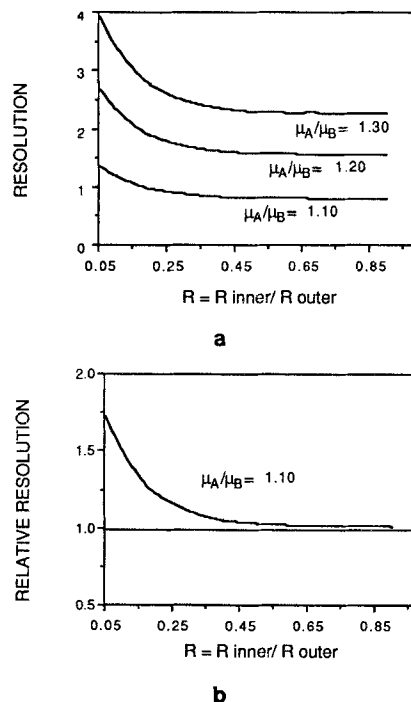 4
3
RESOLUTION
2
μA/μB= 1.30
μA/μB= 1.20
1
μA/μB= 1.10
0
0.05 0.25 0.45 0.65 0.85
R = R inner/ R outer
a
2.0
RELATIVE RESOLUTION
1.5
μA/μB= 1.10
1.0
0.5
0.05 0.25 0.45 0.65 0.85
R = R inner/ R outer
b